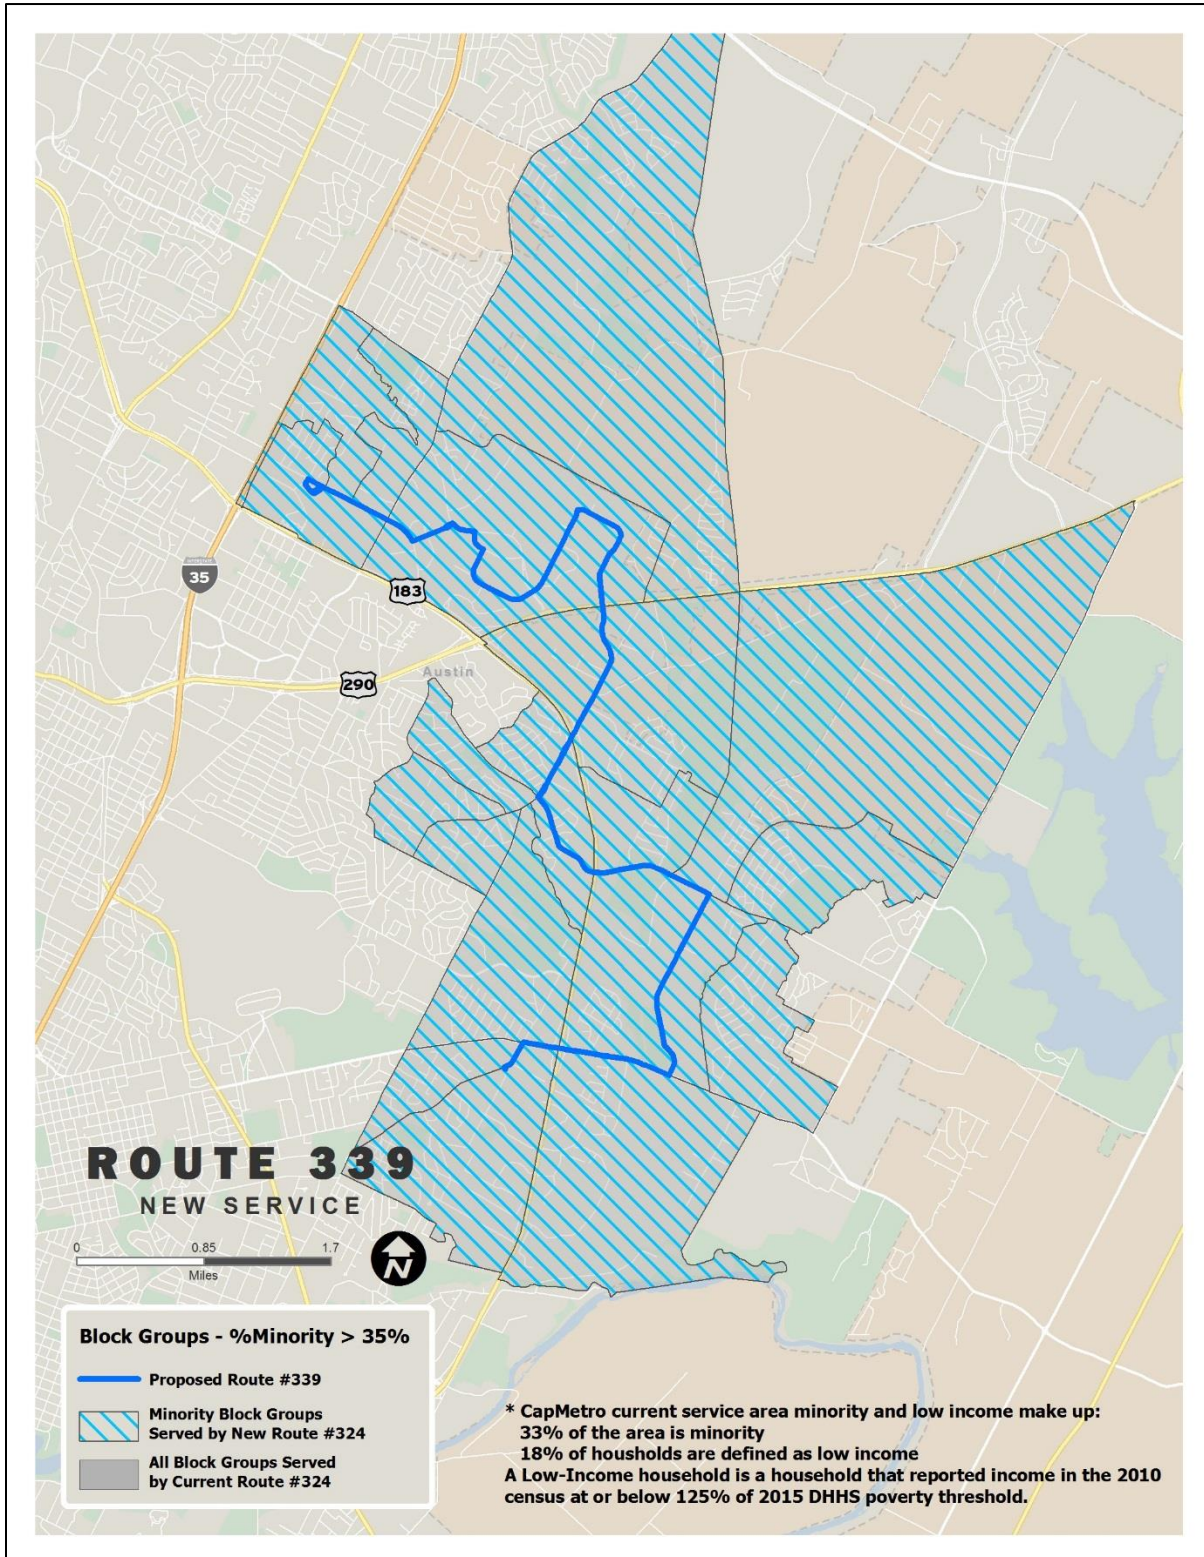 35
183
Austin
290
ROUTE 339
NEW SERVICE
0 0.85 1.7
Miles
N
Block Groups - %Minority > 35%
Proposed Route #339
Minority Block Groups
Served by New Route #324
All Block Groups Served
by Current Route #324
* CapMetro current service area minority and low income make up:
33% of the area is minority
18% of housholds are defined as low income
A Low-Income household is a household that reported income in the 2010
census at or below 125% of 2015 DHHS poverty threshold.